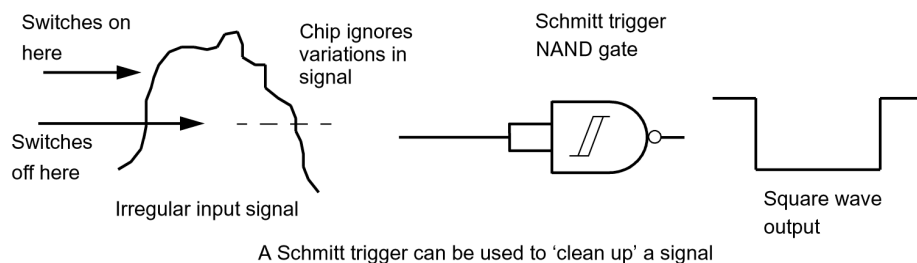 Switches on
here
Chip ignores
variations in
signal
Schmitt trigger
NAND gate
Switches
off here
Irregular input signal
Square wave
output
A Schmitt trigger can be used to ‘clean up’ a signal